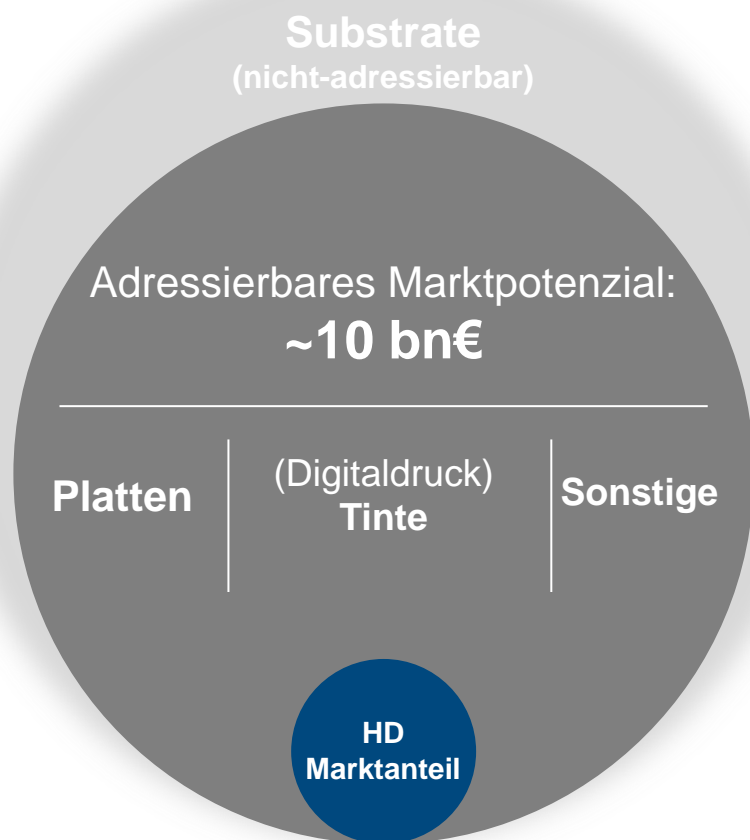 Substrate
(nicht-adressierbar)
Adressierbares Marktpotenzial:
~10 bn€
Platten
(Digitaldruck)
Tinte
Sonstige
HD
Marktanteil